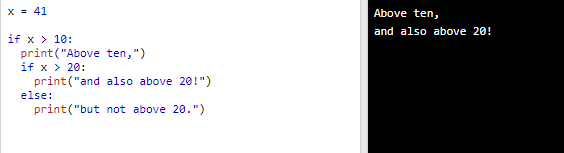 x = 41
if x > 10:
  print("Above ten,")
  if x > 20:
    print("and also above 20!")
  else:
    print("but not above 20.")
Above ten,
and also above 20!